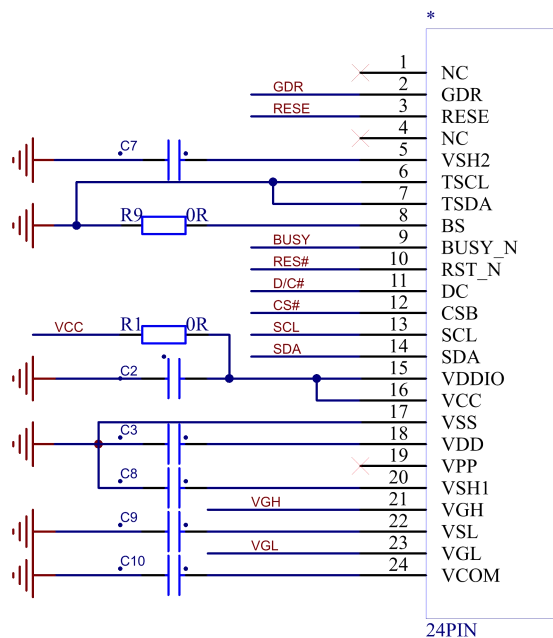 *
1 NC
GDR 2 GDR
RESE 3 RESE
4 NC
C7 5 VSH2
6 TSCL
7 TSDA
R9 0R 8 BS
BUSY 9 BUSY_N
RES# 10 RST_N
D/C# 11 DC
CS# 12 CSB
VCC R1 0R SCL 13 SCL
SDA 14 SDA
C2 15 VDDIO
16 VCC
17 VSS
C3 18 VDD
19 VPP
C8 20 VSH1
VGH 21 VGH
C9 22 VSL
VGL 23 VGL
C10 24 VCOM
24PIN